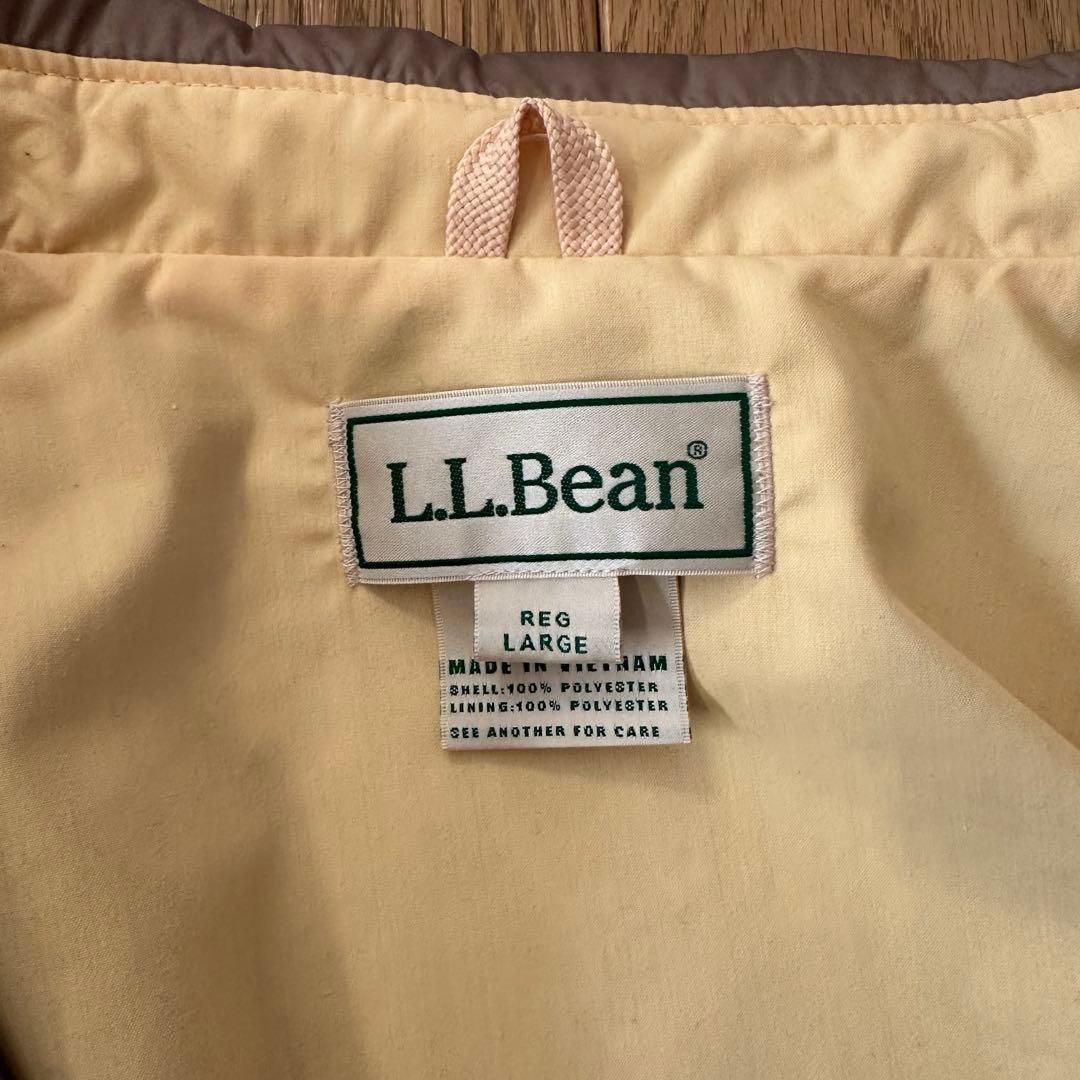 L.L.Bean®
REG
LARGE
MADE IN VIETNAM
SHELL:100% POLYESTER
LINING:100% POLYESTER
SEE ANOTHER FOR CARE